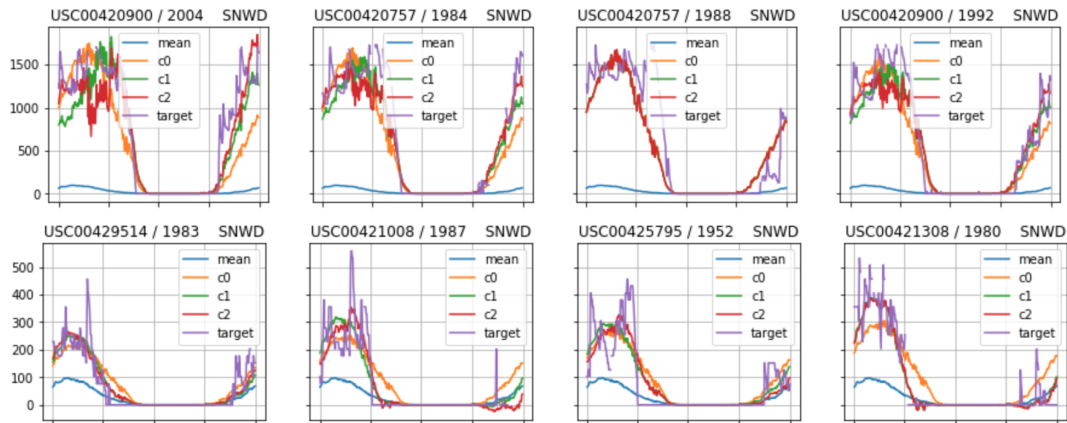 USC00420900 / 2004 SNWD
USC00420757 / 1984 SNWD
USC00420757 / 1988 SNWD
USC00420900 / 1992 SNWD
1500
1000
500
0
mean
c0
c1
c2
target
mean
c0
c1
c2
target
mean
c0
c1
c2
target
mean
c0
c1
c2
target
USC00429514 / 1983 SNWD
USC00421008 / 1987 SNWD
USC00425795 / 1952 SNWD
USC00421308 / 1980 SNWD
500
400
300
200
100
0
mean
c0
c1
c2
target
mean
c0
c1
c2
target
mean
c0
c1
c2
target
mean
c0
c1
c2
target